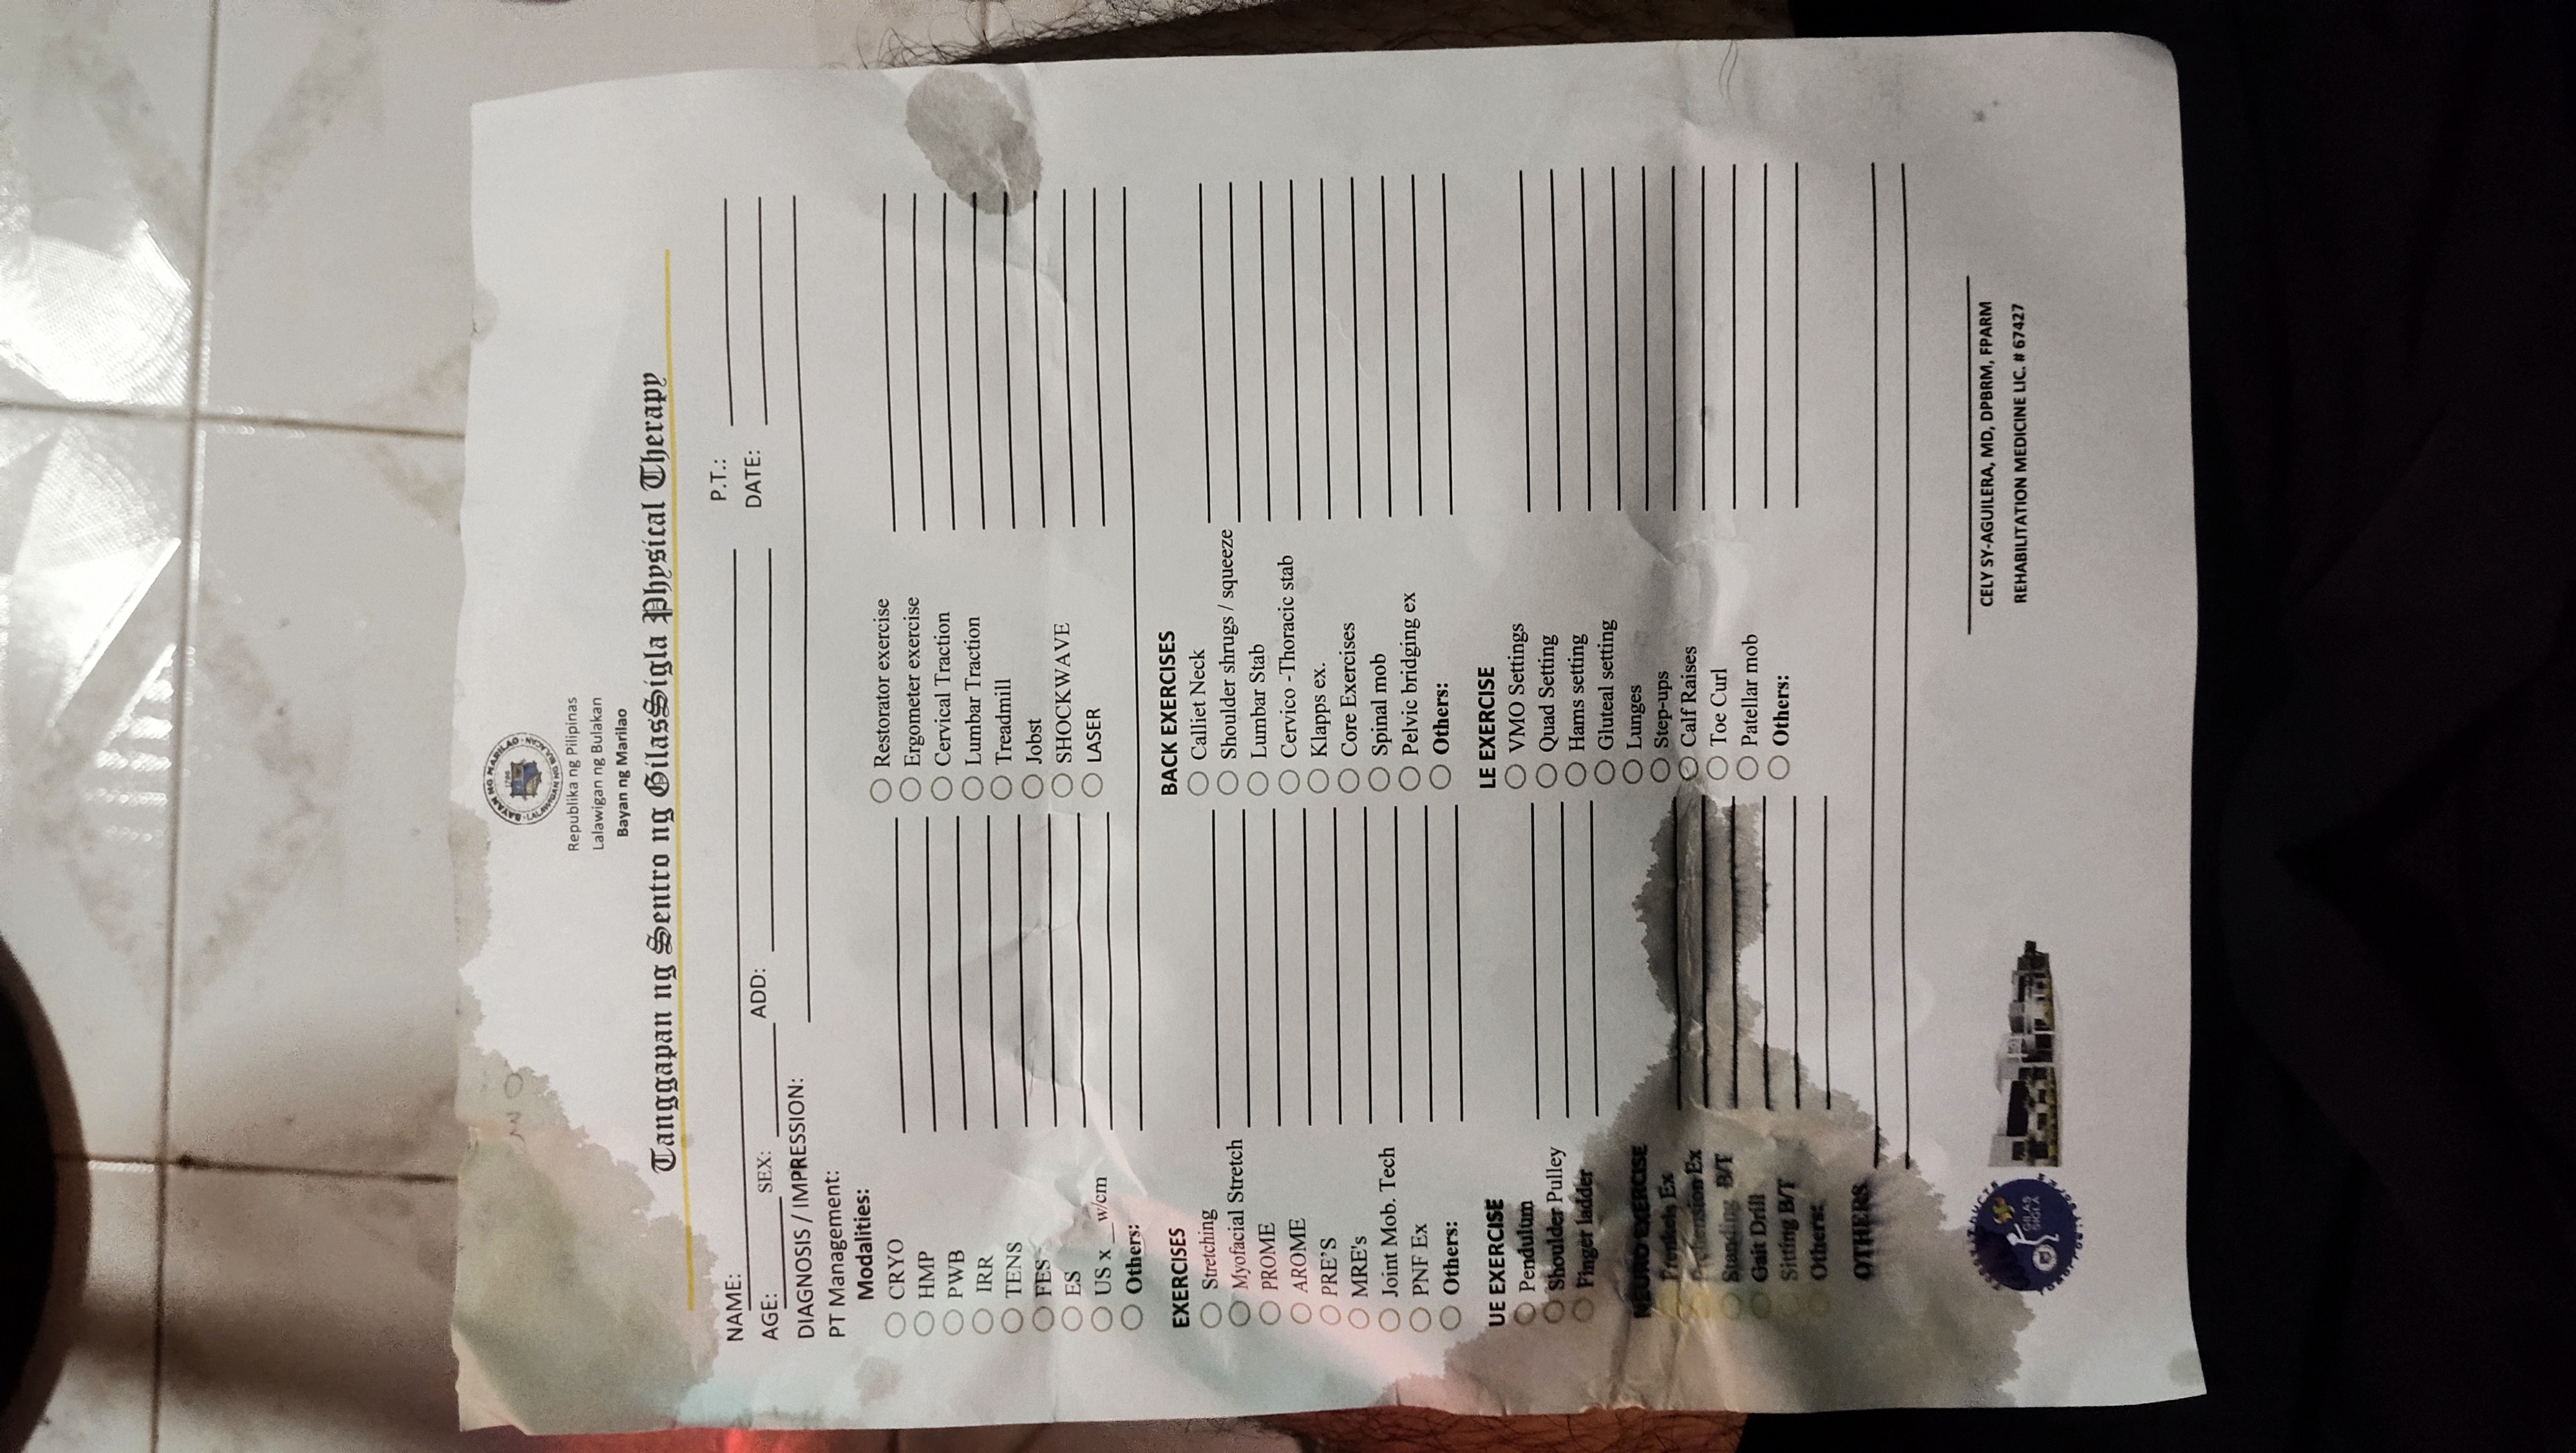 BAYAN NG MARILAO
1796
LALAWIGAN NG BULACAN
Republika ng Pilipinas
Lalawigan ng Bulakan
Bayan ng Marilao
Tanggapan ng Sentro ng GilasSigla Physical Therapy
NAME: P.T.:
AGE: SEX: ADD: DATE:
DIAGNOSIS / IMPRESSION:
PT Management:
Modalities:
CRYO
HMP
PWB
IRR
TENS
FES
ES
US x __w/cm
Others:
Restorator exercise
Ergometer exercise
Cervical Traction
Lumbar Traction
Treadmill
Jobst
SHOCKWAVE
LASER
EXERCISES
Stretching
Myofacial Stretch
PROME
AROME
PRE'S
MRE's
Joint Mob. Tech
PNF Ex
Others:
BACK EXERCISES
Calliet Neck
Shoulder shrugs / squeeze
Lumbar Stab
Cervico -Thoracic stab
Klapps ex.
Core Exercises
Spinal mob
Pelvic bridging ex
Others:
UE EXERCISE
Pendulum
Shoulder Pulley
Finger ladder
NEURO EXERCISE
Frenkels Ex
Prehension Ex
Standing B/T
Gait Drill
Sitting B/T
Others:
LE EXERCISE
VMO Settings
Quad Setting
Hams setting
Gluteal setting
Lunges
Step-ups
Calf Raises
Toe Curl
Patellar mob
Others:
OTHERS
GILAS
SIGLA
CELY SY-AGUILERA, MD, DPBRM, FPARM
REHABILITATION MEDICINE LIC. # 67427